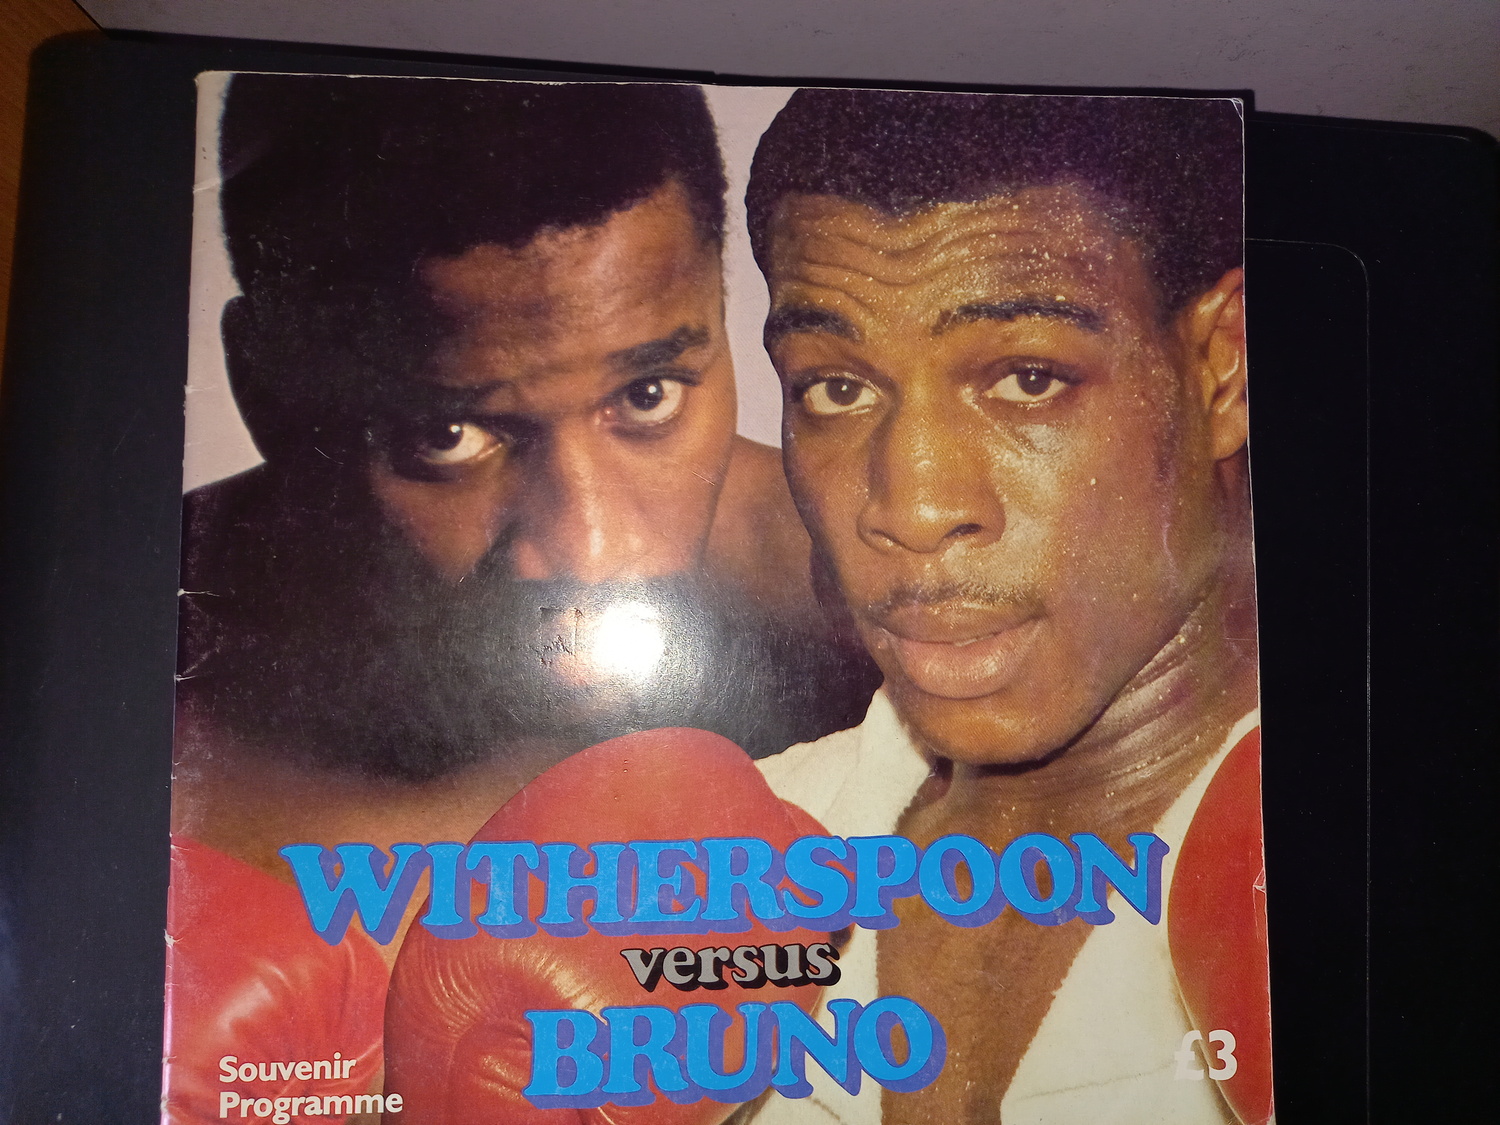 WITHERSPOON
versus
BRUNO
Souvenir
Programme
£3